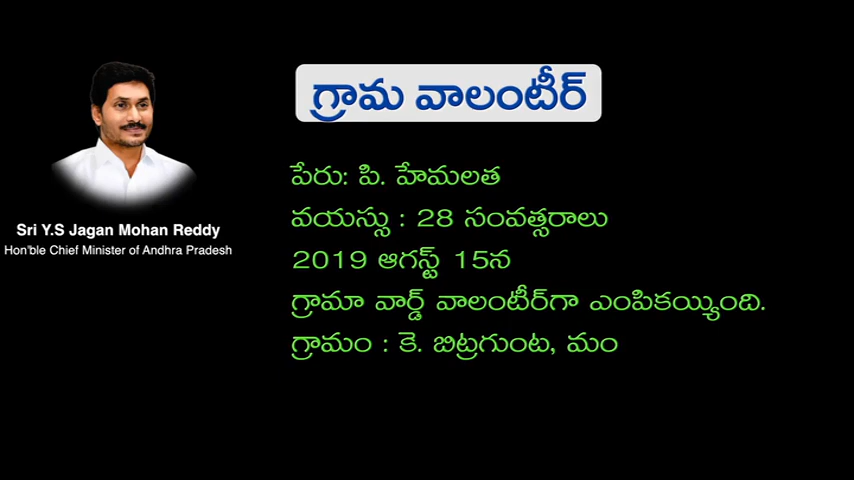 గ్రామ వాలంటీర్
పేరు: పి. హేమలత
వయస్సు : 28 సంవత్సరాలు
2019 ఆగస్ట్ 15న
గ్రామా వార్డ్ వాలంటీర్‌గా ఎంపికయ్యింది.
గ్రామం : కె. బిట్రగుంట, మం
Sri Y.S Jagan Mohan Reddy
Hon'ble Chief Minister of Andhra Pradesh